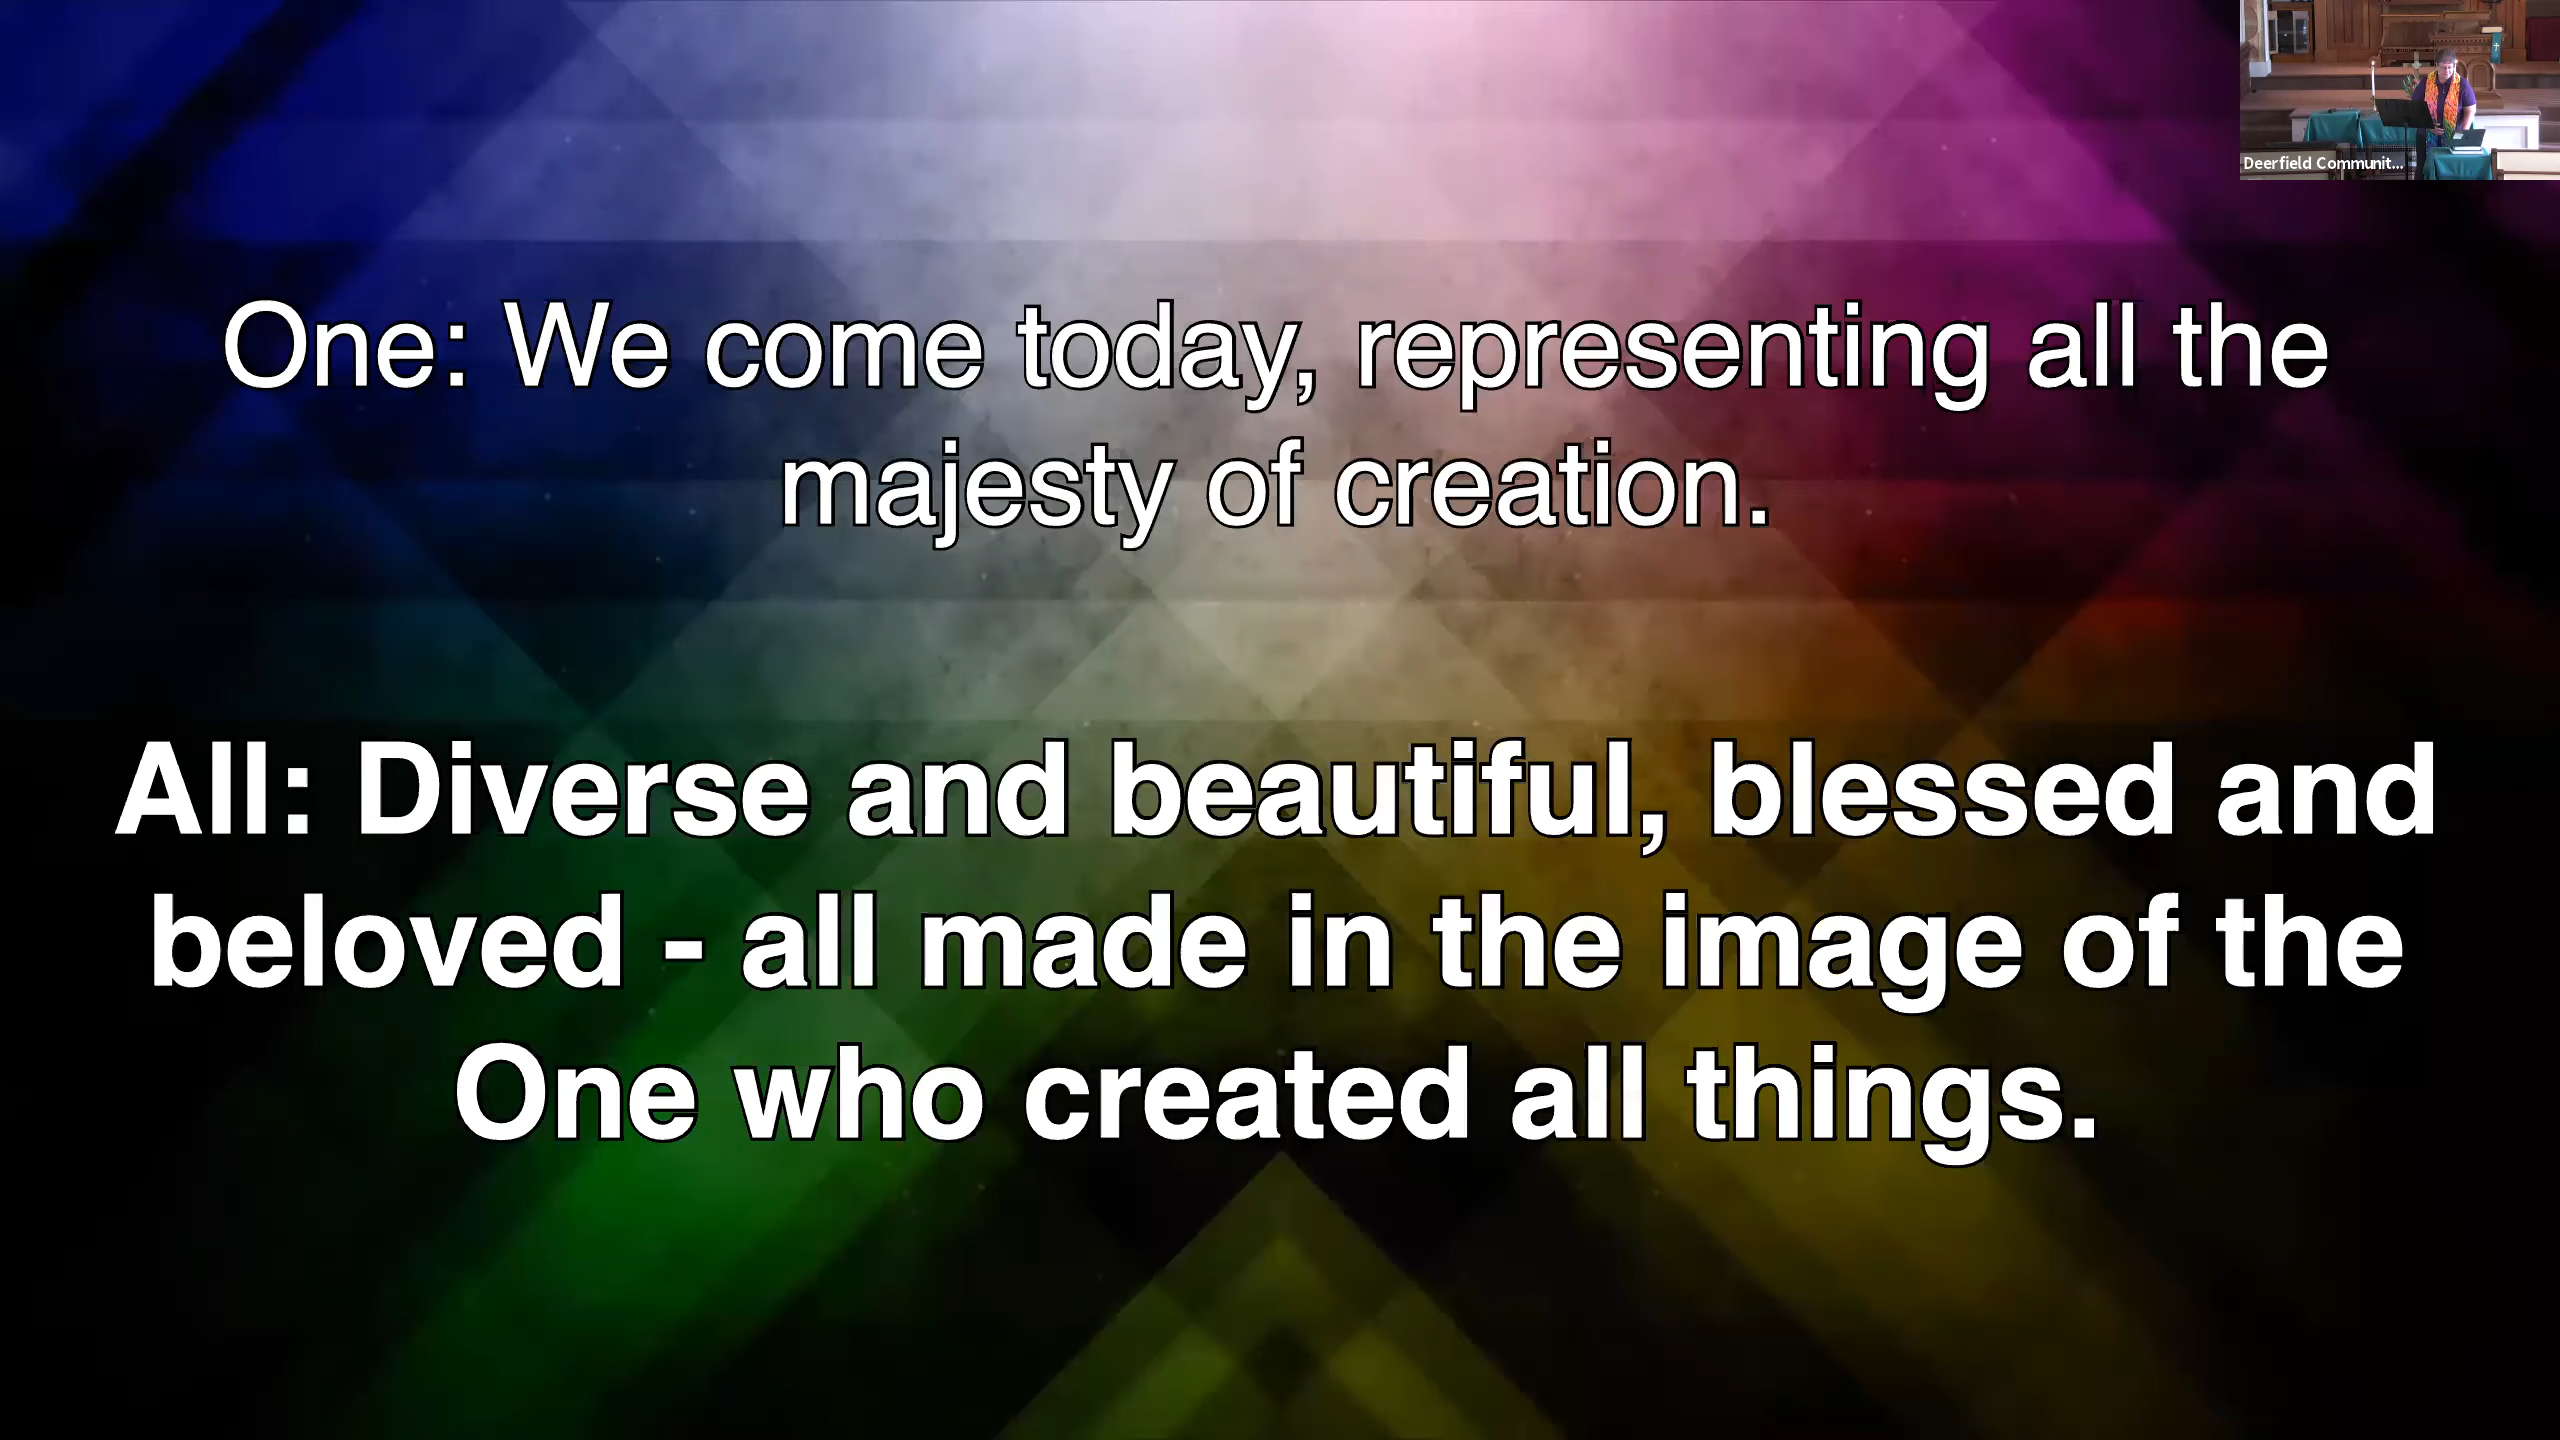 Deerfield Communit...
One: We come today, representing all the
majesty of creation.
All: Diverse and beautiful, blessed and
beloved - all made in the image of the
One who created all things.